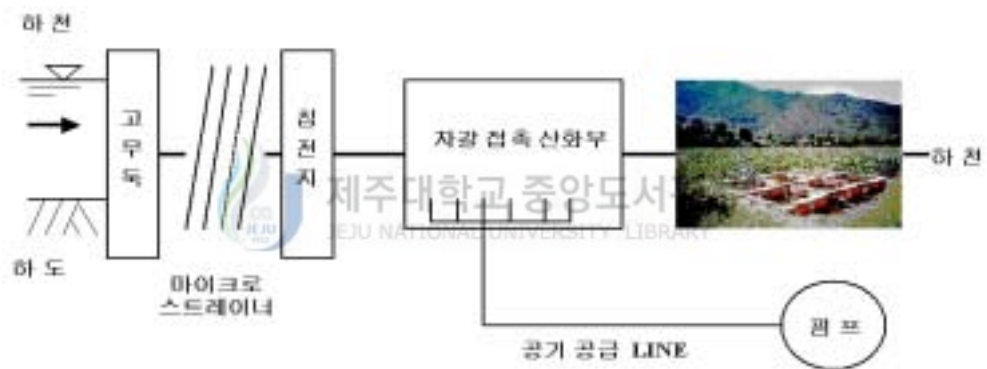 하 천
고 무 둑
침 전 지
자갈 접촉 산화부
하 천
하 도
마이크로
스트레이너
제주대학교 중앙도서
JEJU NATIONAL UNIVERSITY LIBRARY
JEJU
펌 프
공기 공급 LINE